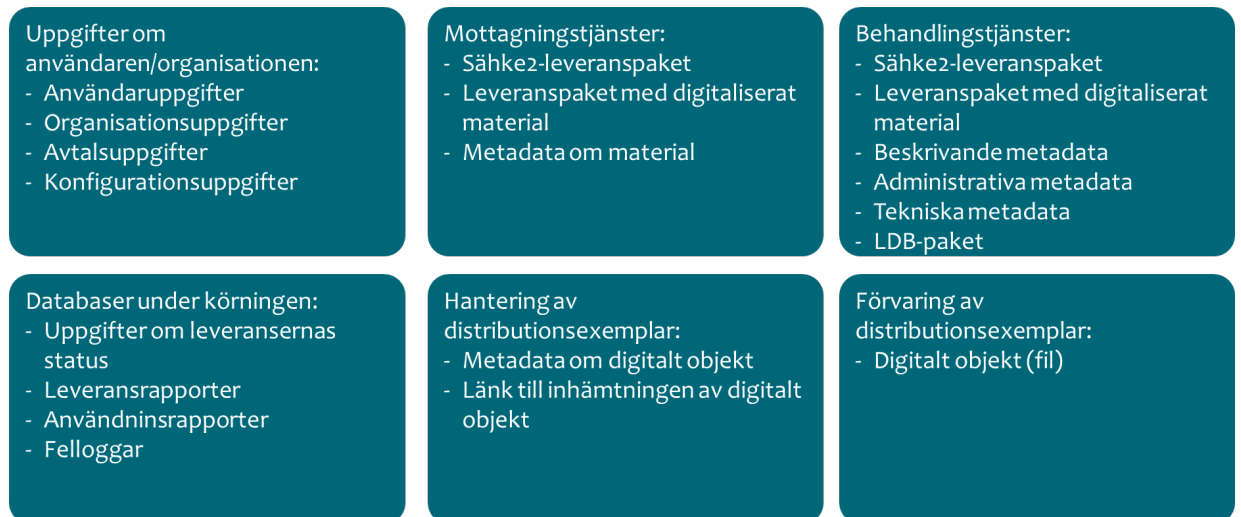 Uppgifter om
användaren/organisationen:
- Användaruppgifter
- Organisationsuppgifter
- Avtalsuppgifter
- Konfigurationsuppgifter
Mottagningstjänster:
- Sähke2-leveranspaket
- Leveranspaket med digitaliserat
material
- Metadata om material
Behandlingstjänster:
- Sähke2-leveranspaket
- Leveranspaket med digitaliserat
material
- Beskrivande metadata
- Administrativa metadata
- Tekniska metadata
- LDB-paket
Databaser under körningen:
- Uppgifter om leveransernas
status
- Leveransrapporter
- Användninsrapporter
- Felloggar
Hantering av
distributionsexemplar:
- Metadata om digitalt objekt
- Länk till inhämtningen av digitalt
objekt
Förvaring av
distributionsexemplar:
- Digitalt objekt (fil)